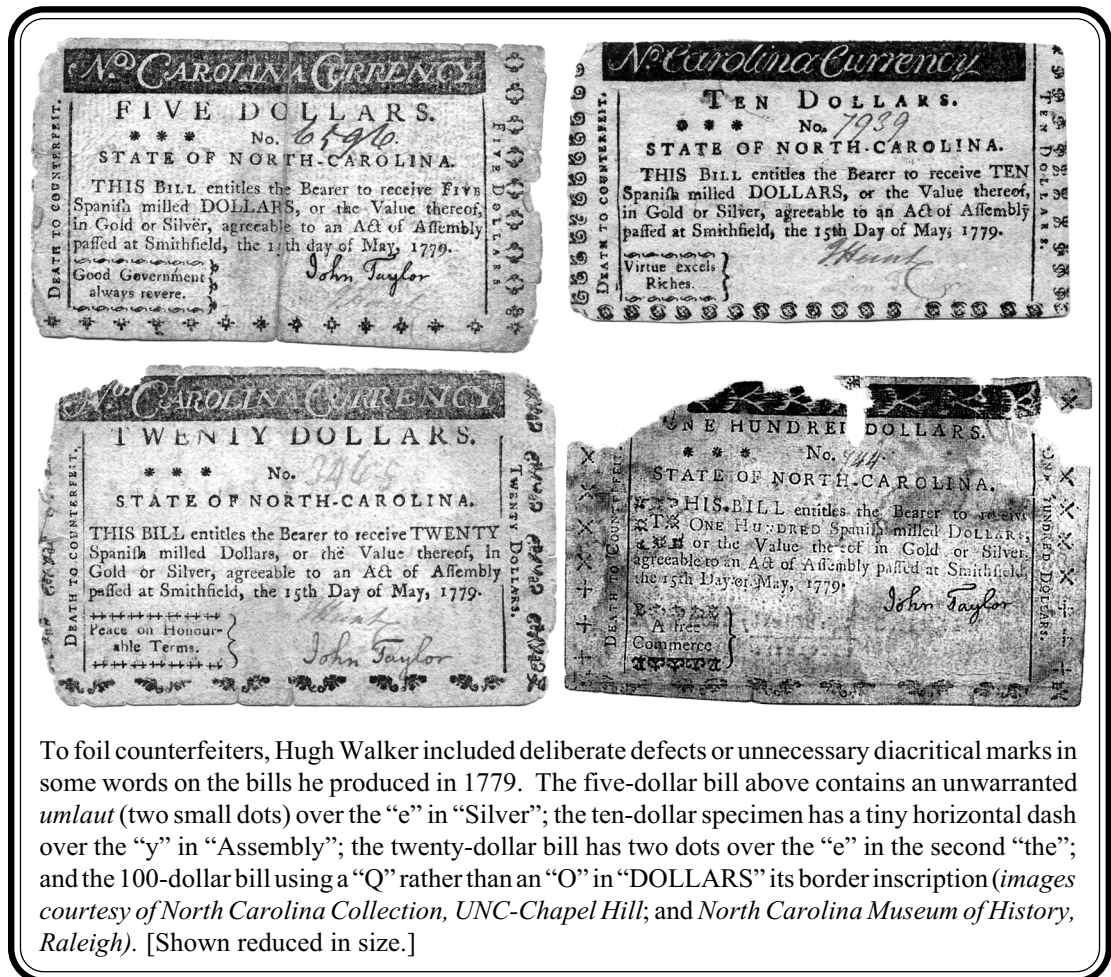 Nº CAROLINA CURRENCY
FIVE DOLLARS.
* * * No. 6596
STATE OF NORTH-CAROLINA.
THIS BILL entitles the Bearer to receive FIVE
Spaniſh milled DOLLARS, or the Value thereof,
in Gold or Silvër, agreeable to an Act of Aſſembly
paſſed at Smithfield, the day of May, 1779.
Good Government
always revere.
John Taylor
DEATH TO COUNTERFEIT.
FIVE DOLLARS
Nº Carolina Currency
TEN DOLLARS.
* * * No. 7939
STATE OF NORTH-CAROLINA.
THIS BILL entitles the Bearer to receive TEN
Spaniſh milled DOLLARS, or the Value thereof,
in Gold or Silver, agreeable to an Act of Aſſemblȳ
paſſed at Smithfield, the 15th Day of May, 1779.
Virtue excels
Riches.
Hunt
DEATH TO COUNTERFEIT.
TEN DOLLARS.
Nº CAROLINA CURRENCY
TWENTY DOLLARS.
* * * No. 3465
STATE OF NORTH-CAROLINA.
THIS BILL entitles the Bearer to receive TWENTY
Spaniſh milled Dollars, or thë Value thereof, in
Gold or Silver, agreeable to an Act of Aſſembly
paſſed at Smithfield, the 15th Day of May, 1779.
Peace on Honour-
able Terms.
Hunt
John Taylor
DEATH TO COUNTERFEIT.
TWENTY DOLLARS.
ONE HUNDRED DOLLARS.
* * * No. 744
STATE OF NORTH-CAROLINA.
THIS BILL entitles the Bearer to receive
ONE HUNDRED Spaniſh milled DOLLARS,
or the Value thereof in Gold or Silver,
agreeable to an Act of Aſſembly paſſed at Smithfield,
the 15th Day of May, 1779.
A free
Commerce
John Taylor
DEATH TO COUNTERFEIT.
ONE HUNDRED DQLLARS.
To foil counterfeiters, Hugh Walker included deliberate defects or unnecessary diacritical marks in
some words on the bills he produced in 1779. The five-dollar bill above contains an unwarranted
umlaut (two small dots) over the “e” in “Silver”; the ten-dollar specimen has a tiny horizontal dash
over the “y” in “Assembly”; the twenty-dollar bill has two dots over the “e” in the second “the”;
and the 100-dollar bill using a “Q” rather than an “O” in “DOLLARS” its border inscription (images
courtesy of North Carolina Collection, UNC-Chapel Hill; and North Carolina Museum of History,
Raleigh). [Shown reduced in size.]